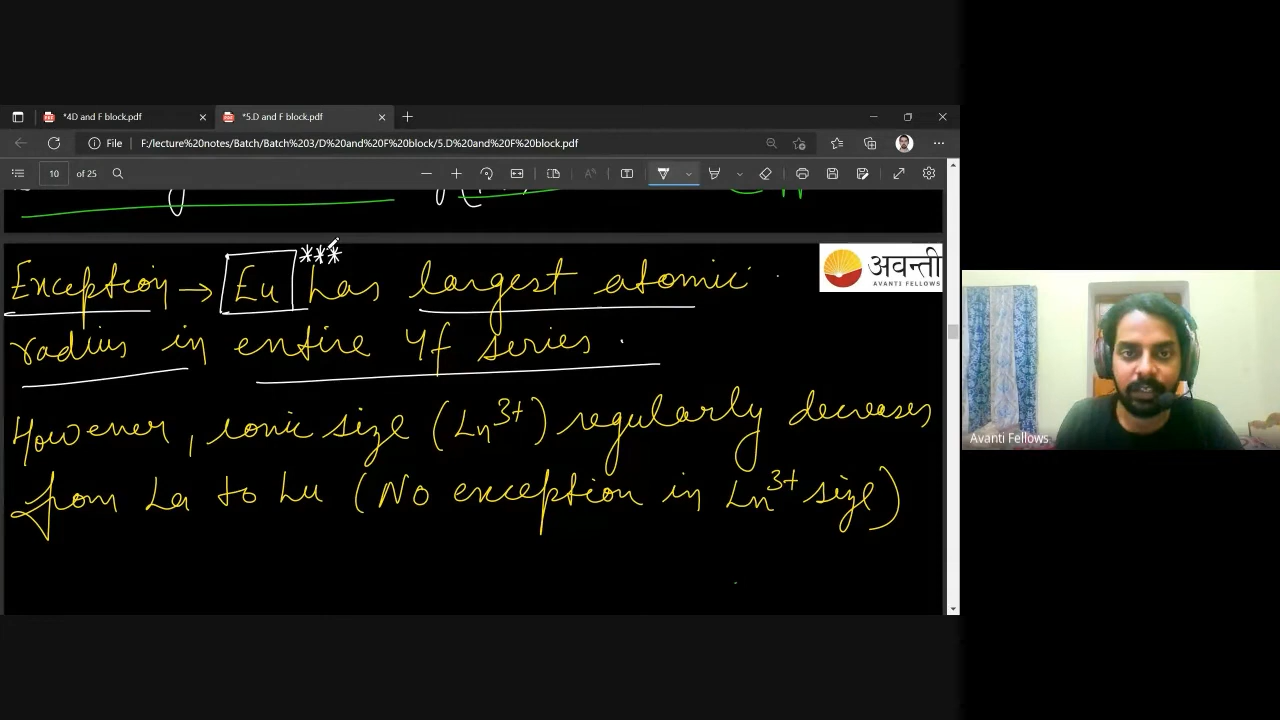 *4D and F block.pdf
*5.D and F block.pdf
File
F:/lecture%20notes/Batch/Batch%203/D%20and%20F%20block/5.D%20and%20F%20block.pdf
10 of 25
Exception → Eu *** has largest atomic
radius in entire 4f series.
However, ionic size (Ln3+) regularly decreases
from La to Lu (No exception in Ln3+ size)
अवन्ती
AVANTI FELLOWS
Avanti Fellows